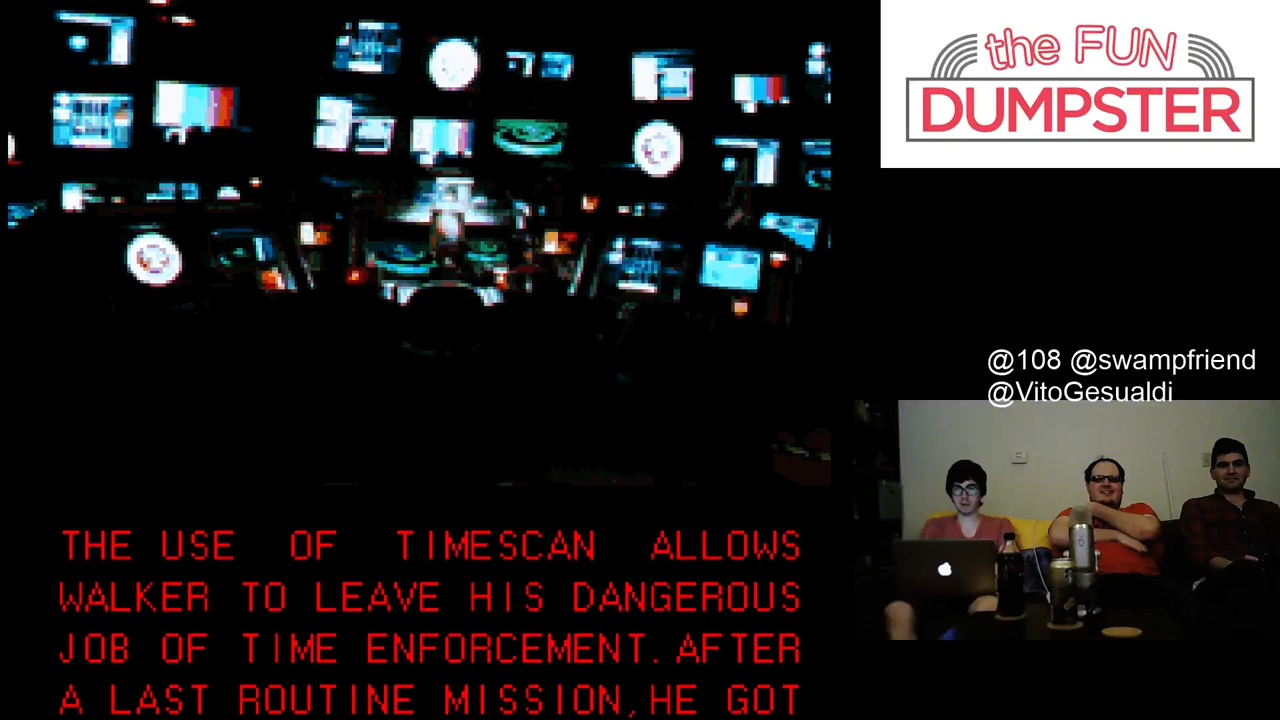 the FUN
DUMPSTER
@108 @swampfriend
@VitoGesualdi
THE USE OF TIMESCAN ALLOWS
WALKER TO LEAVE HIS DANGEROUS
JOB OF TIME ENFORCEMENT. AFTER
A LAST ROUTINE MISSION, HE GOT